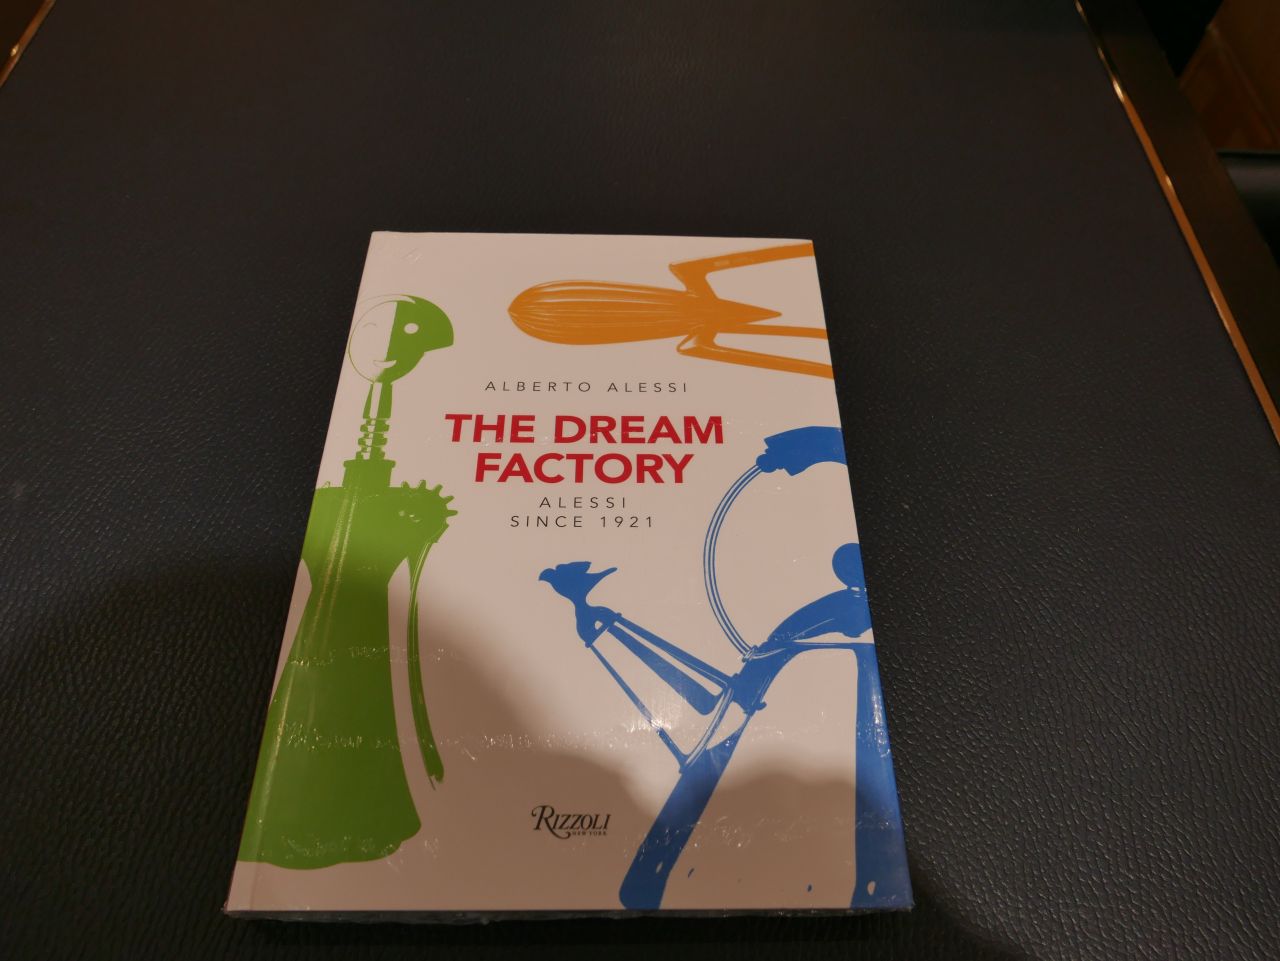 ALBERTO ALESSI
THE DREAM
FACTORY
ALESSI
SINCE 1921
RIZZOLI
NEW YORK